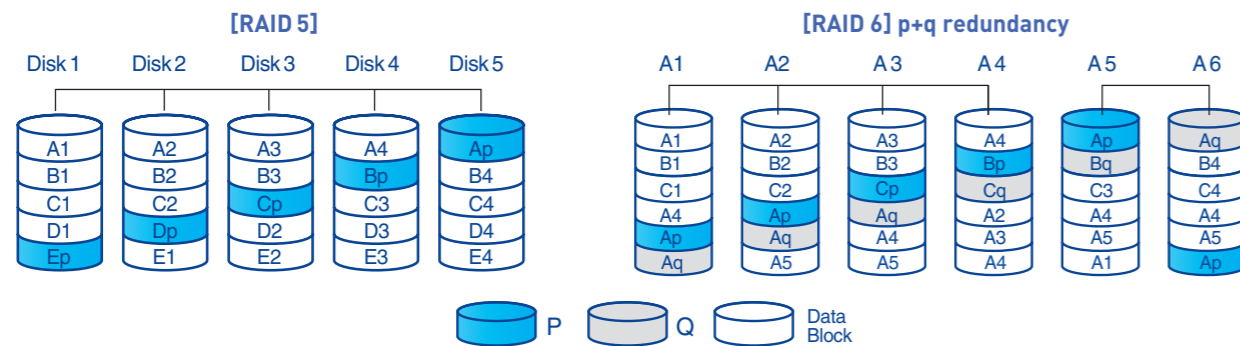 [RAID 5]
Disk 1 Disk 2 Disk 3 Disk 4 Disk 5
A1 A2 A3 A4 Ap
B1 B2 B3 Bp B4
C1 C2 Cp C3 C4
D1 Dp D2 D3 D4
Ep E1 E2 E3 E4
[RAID 6] p+q redundancy
A1 A2 A3 A4 A5 A6
A1 A2 A3 A4 Ap Aq
B1 B2 B3 Bp Bq B4
C1 C2 Cp Cq C3 C4
A4 Ap Aq A2 A4 A4
Ap Aq A4 A3 A5 A5
Aq A5 A5 A4 A1 Ap
P Q Data
Block